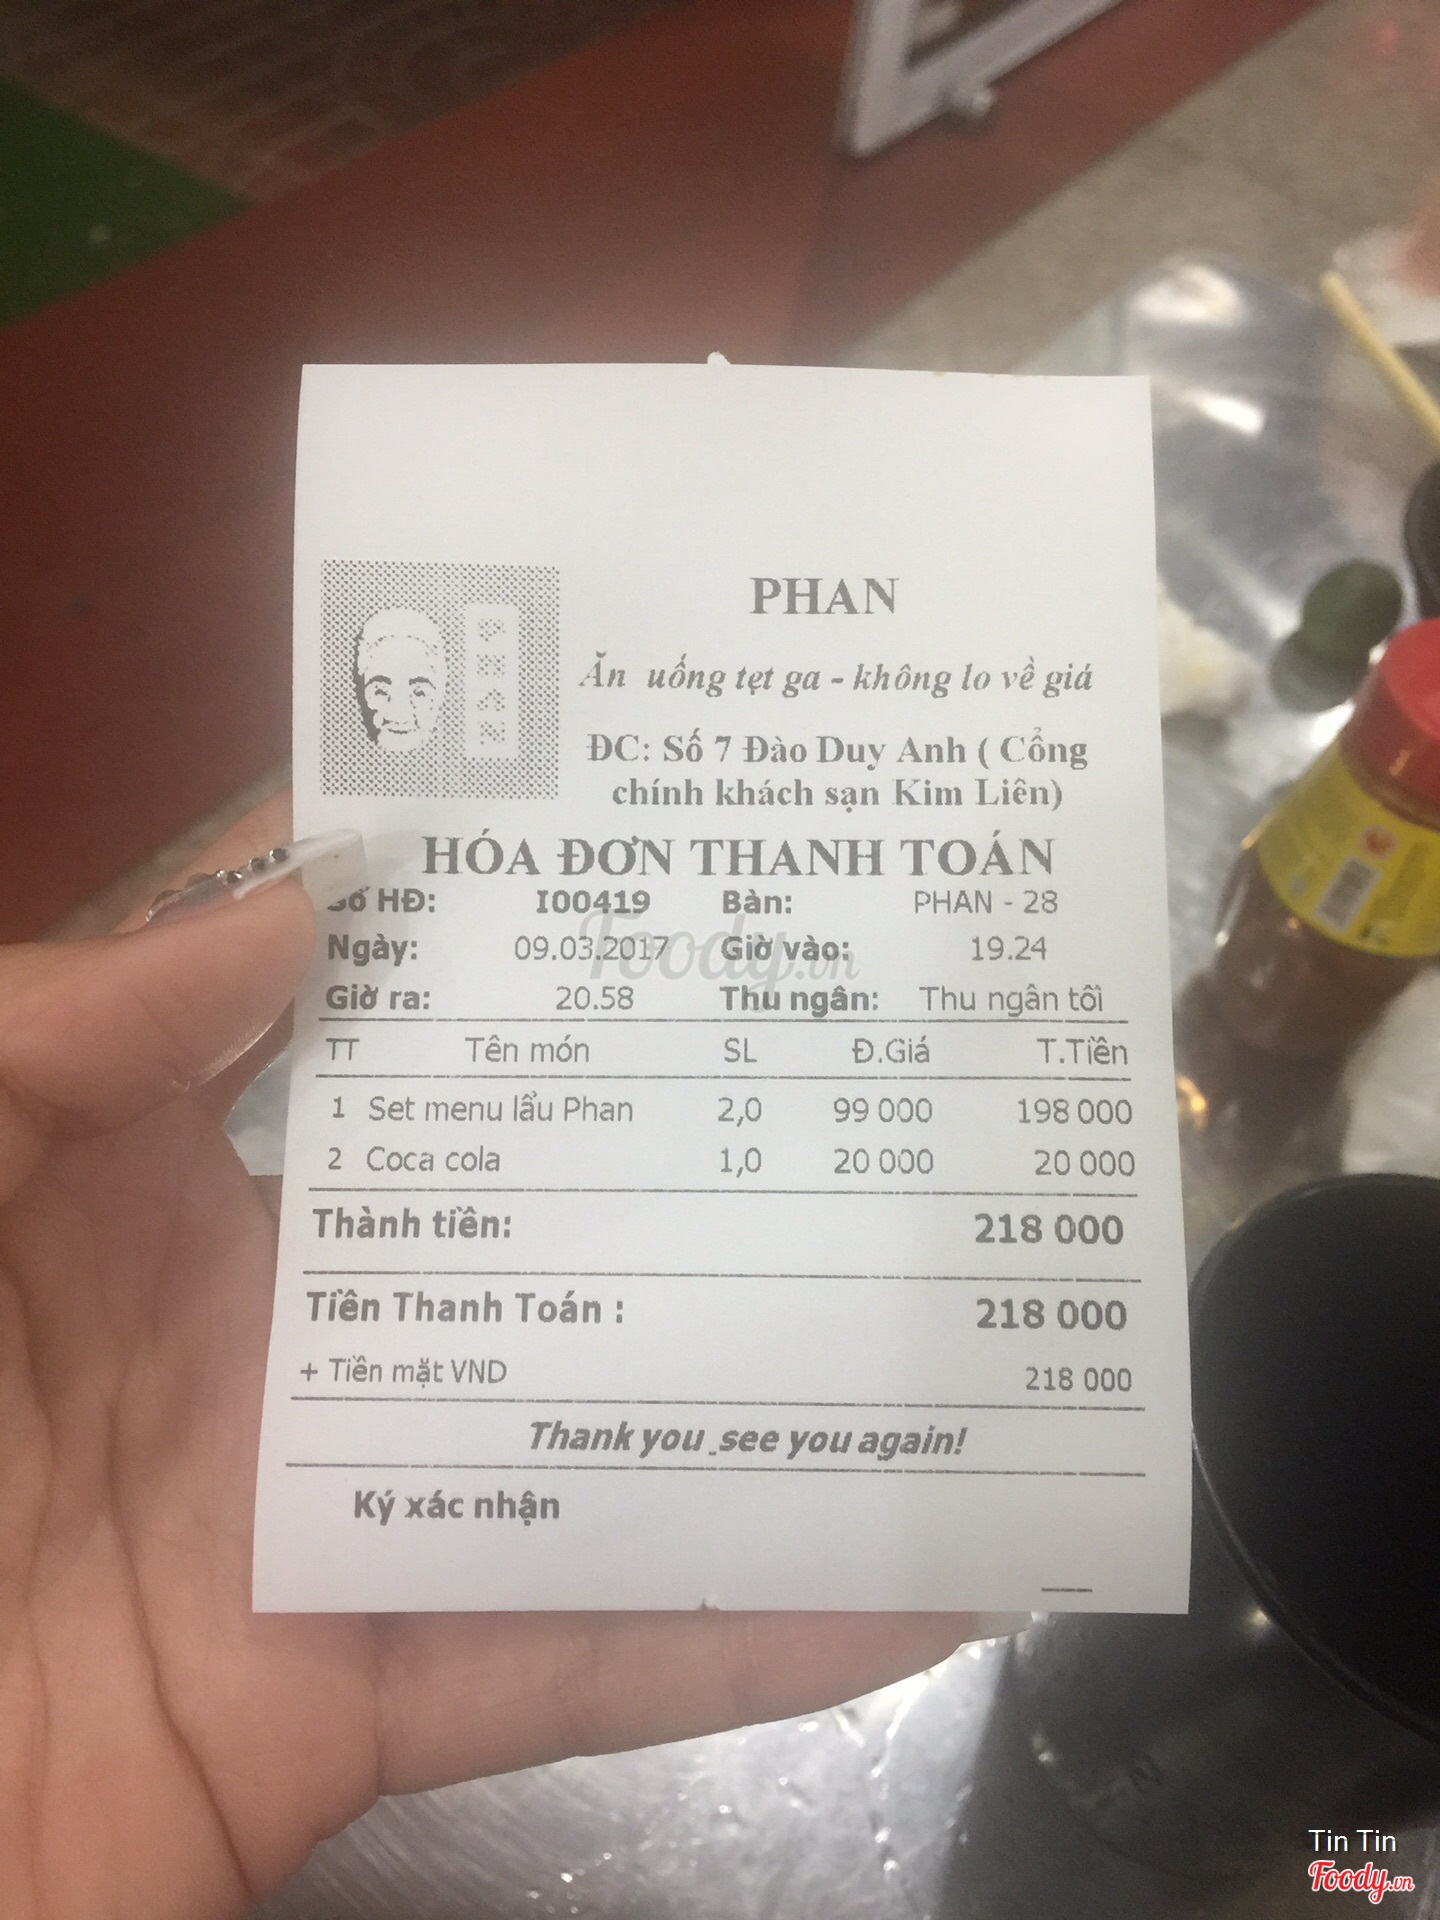 PHAN
Ăn uống tẹt ga - không lo về giá
ĐC: Số 7 Đào Duy Anh ( Cổng
chính khách sạn Kim Liên)
HÓA ĐƠN THANH TOÁN
Số HĐ: I00419 Bàn: PHAN - 28
Ngày: 09.03.2017 Giờ vào: 19.24
Giờ ra: 20.58 Thu ngân: Thu ngân tối
TT Tên món SL Đ.Giá T.Tiền
1 Set menu lẩu Phan 2,0 99 000 198 000
2 Coca cola 1,0 20 000 20 000
Thành tiền: 218 000
Tiền Thanh Toán : 218 000
+ Tiền mặt VND 218 000
Thank you see you again!
Ký xác nhận
Foody.vn
Tin Tin
Foody.vn